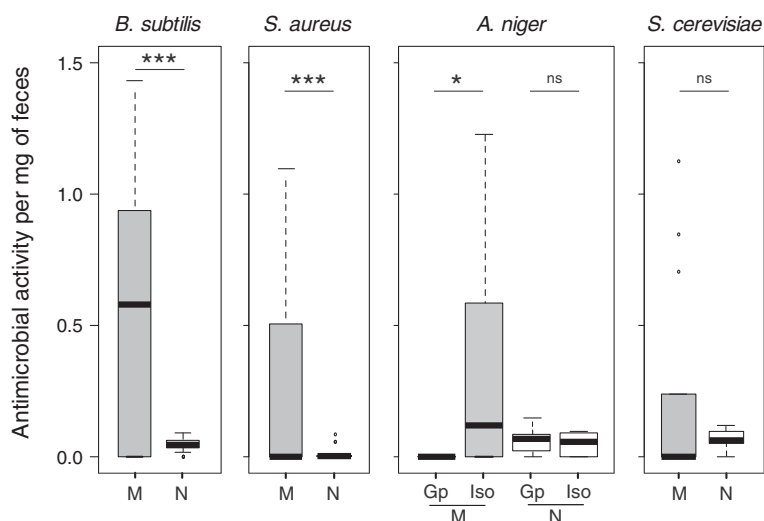 B. subtilis
S. aureus
A. niger
S. cerevisiae
Antimicrobial activity per mg of feces
1.5
1.0
0.5
0.0
***
***
*
ns
ns
M N
M N
Gp Iso Gp Iso
M N
M N